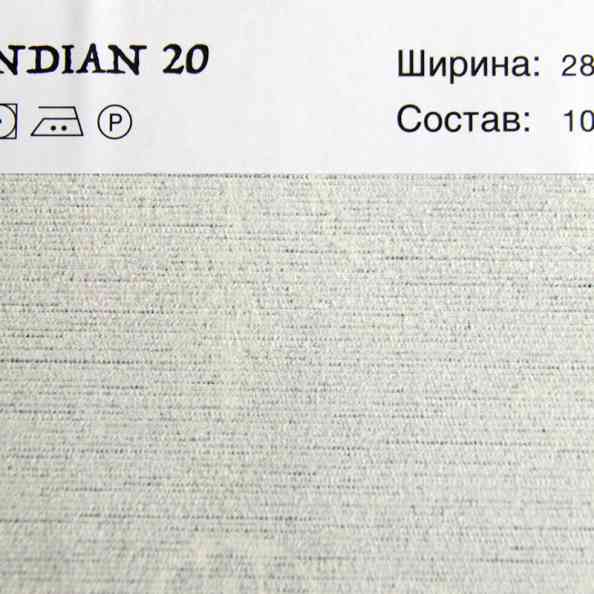 NDIAN 20
Ширина: 28
P
Состав: 10